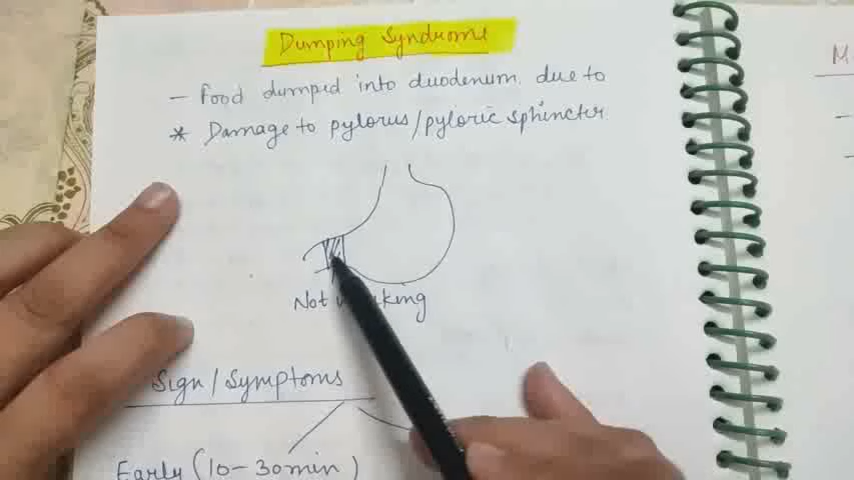 Dumping Syndrome
- Food dumped into duodenum due to
* Damage to pylorus/pyloric sphincter
Not
Sign/Symptoms
Early (10-30min)
M